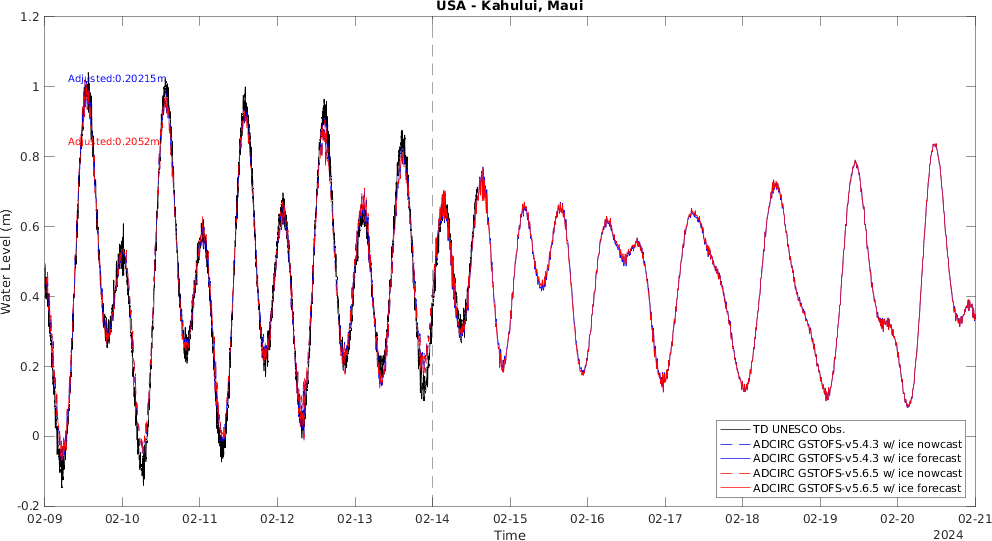 USA - Kahului, Maui
1.2
1
0.8
0.6
0.4
0.2
0
-0.2
Water Level (m)
Adjusted:0.20215m
Adjusted:0.2052m
TD UNESCO Obs.
ADCIRC GSTOFS-v5.4.3 w/ ice nowcast
ADCIRC GSTOFS-v5.4.3 w/ ice forecast
ADCIRC GSTOFS-v5.6.5 w/ ice nowcast
ADCIRC GSTOFS-v5.6.5 w/ ice forecast
02-09 02-10 02-11 02-12 02-13 02-14 02-15 02-16 02-17 02-18 02-19 02-20 02-21
Time
2024